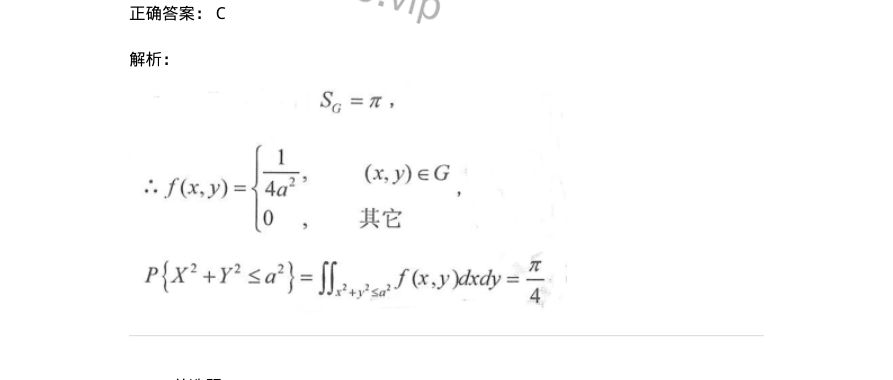 正确答案： C
解析：
S_G = π ，
∴ f(x,y) = { 1/(4a²) ， (x,y)∈G ，
0 ， 其它
P{X² + Y² ≤ a²} = ∬_{x²+y²≤a²} f(x,y)dxdy = π/4